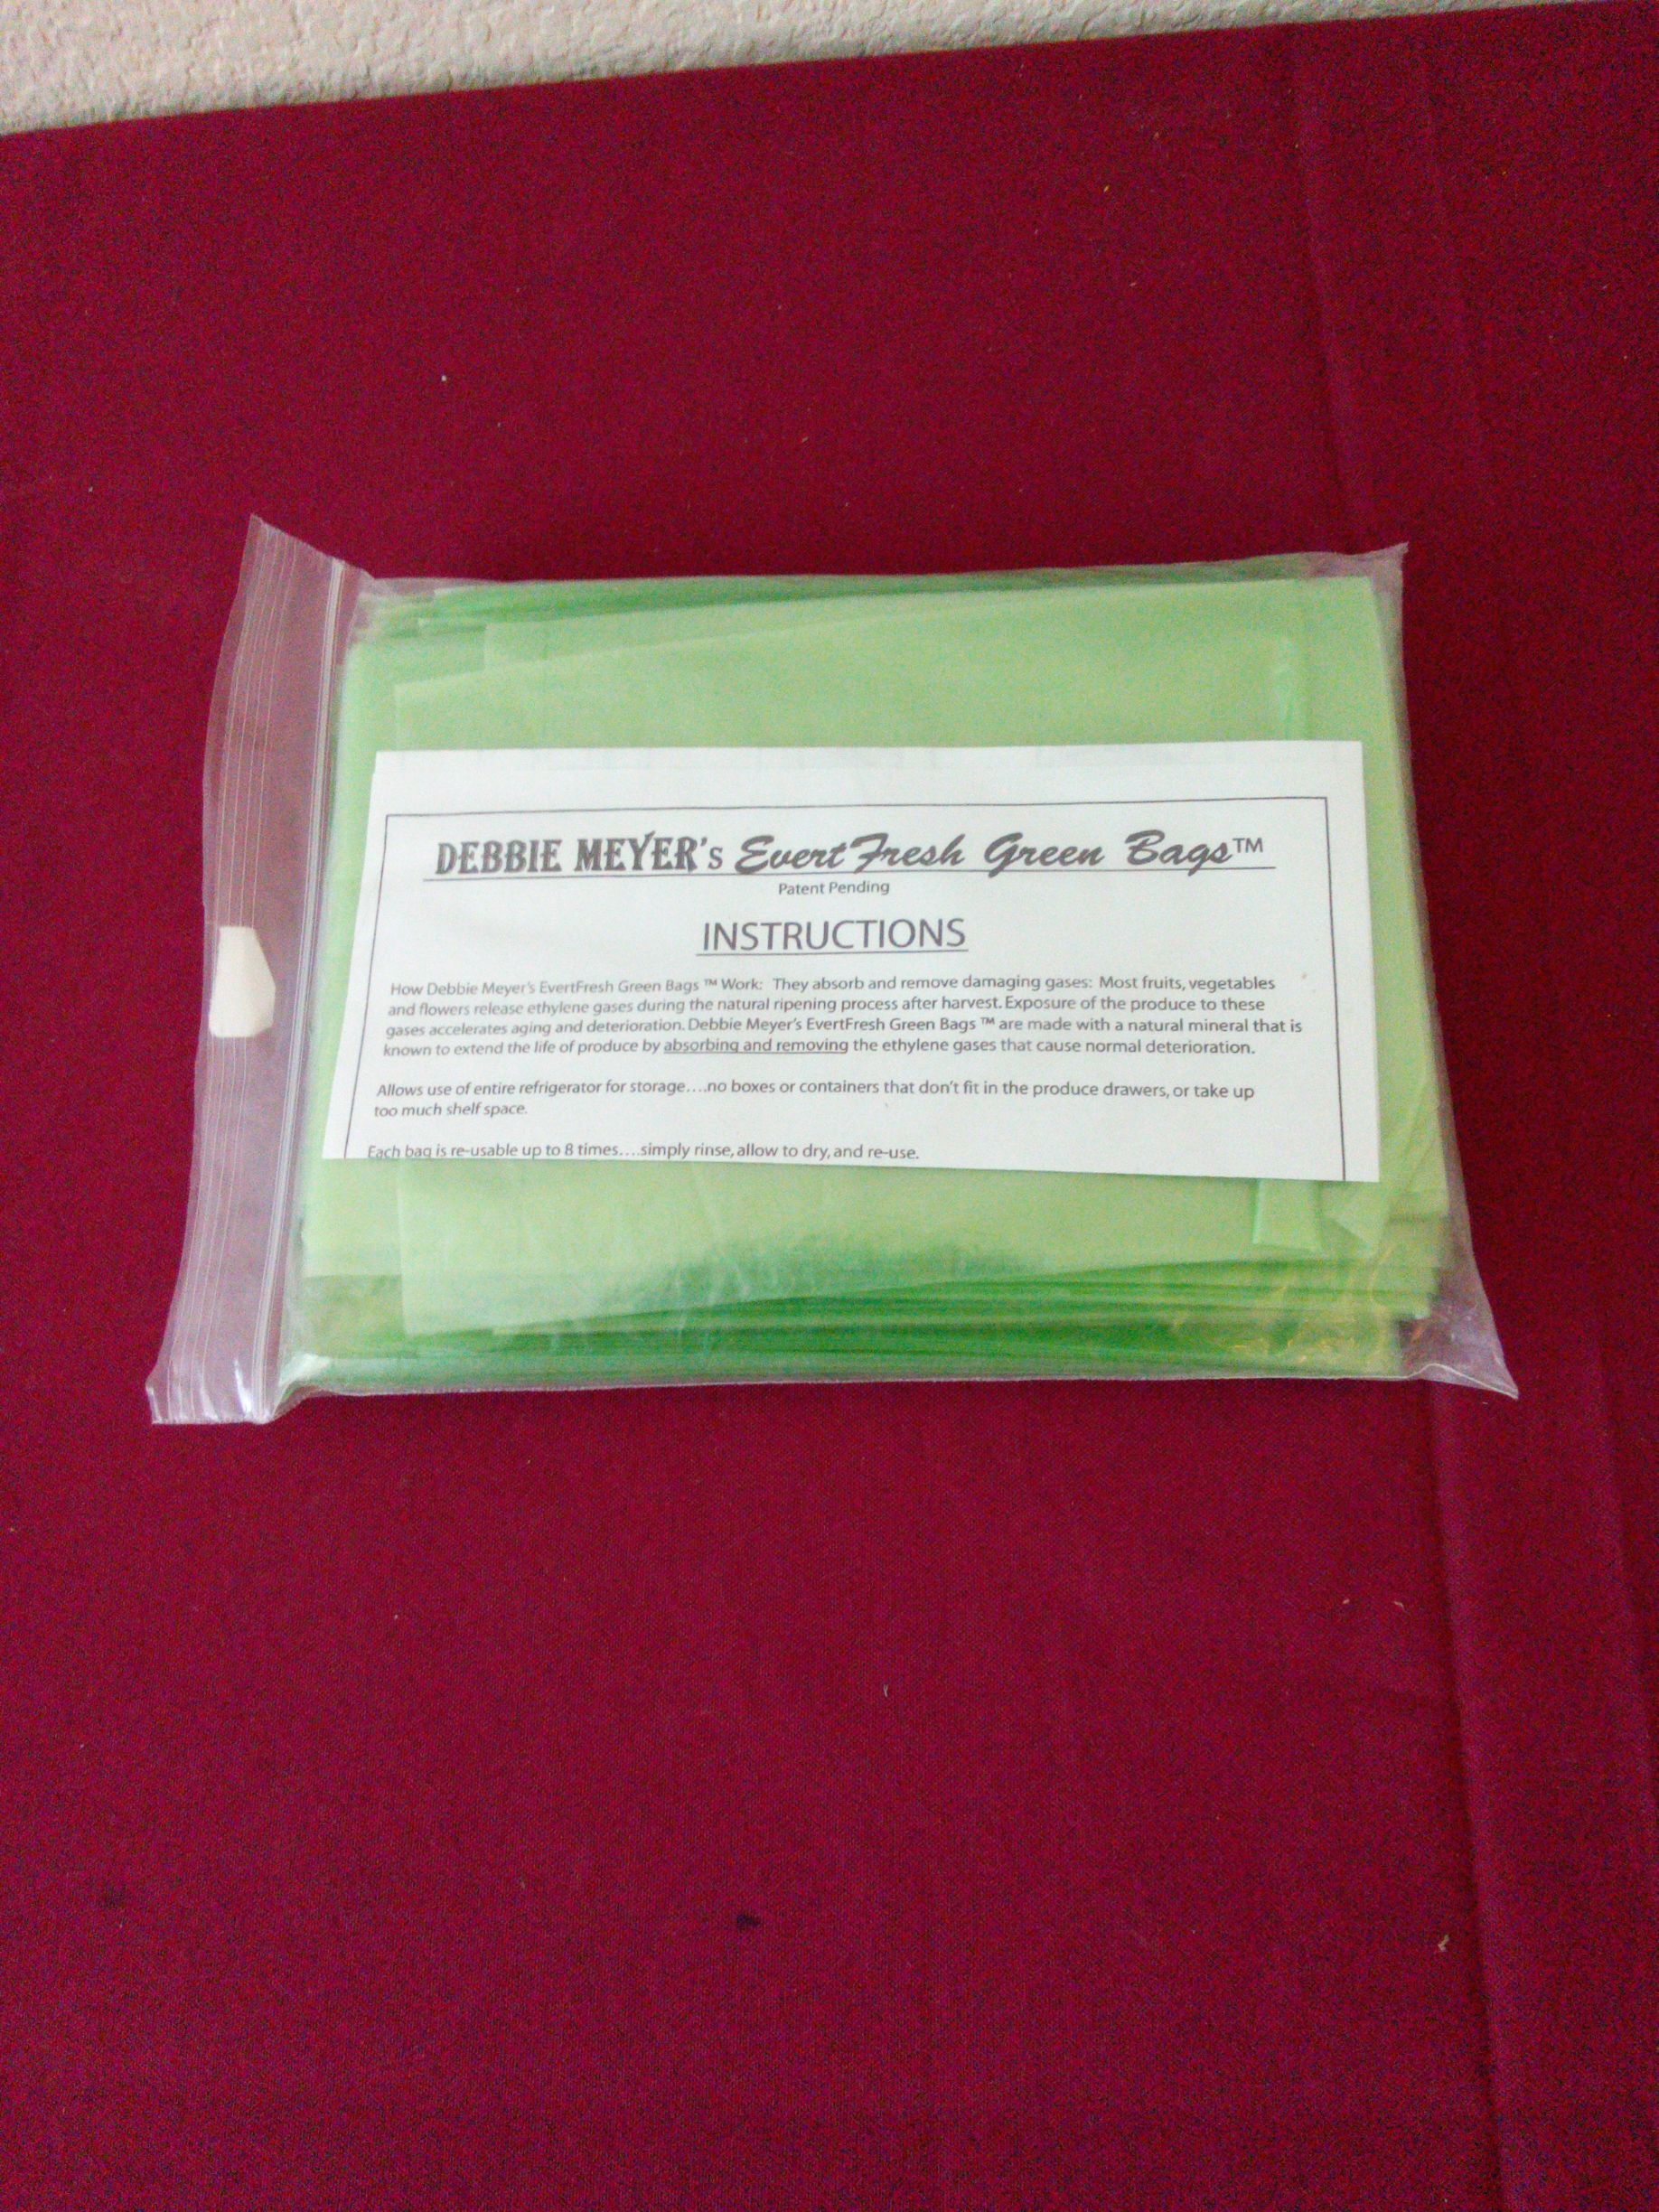 DEBBIE MEYER's Evert Fresh Green Bags™
Patent Pending
INSTRUCTIONS
How Debbie Meyer's EvertFresh Green Bags ™ Work: They absorb and remove damaging gases: Most fruits, vegetables
and flowers release ethylene gases during the natural ripening process after harvest. Exposure of the produce to these
gases accelerates aging and deterioration. Debbie Meyer's EvertFresh Green Bags ™ are made with a natural mineral that is
known to extend the life of produce by absorbing and removing the ethylene gases that cause normal deterioration.
Allows use of entire refrigerator for storage....no boxes or containers that don't fit in the produce drawers, or take up
too much shelf space.
Each bag is re-usable up to 8 times....simply rinse, allow to dry, and re-use.